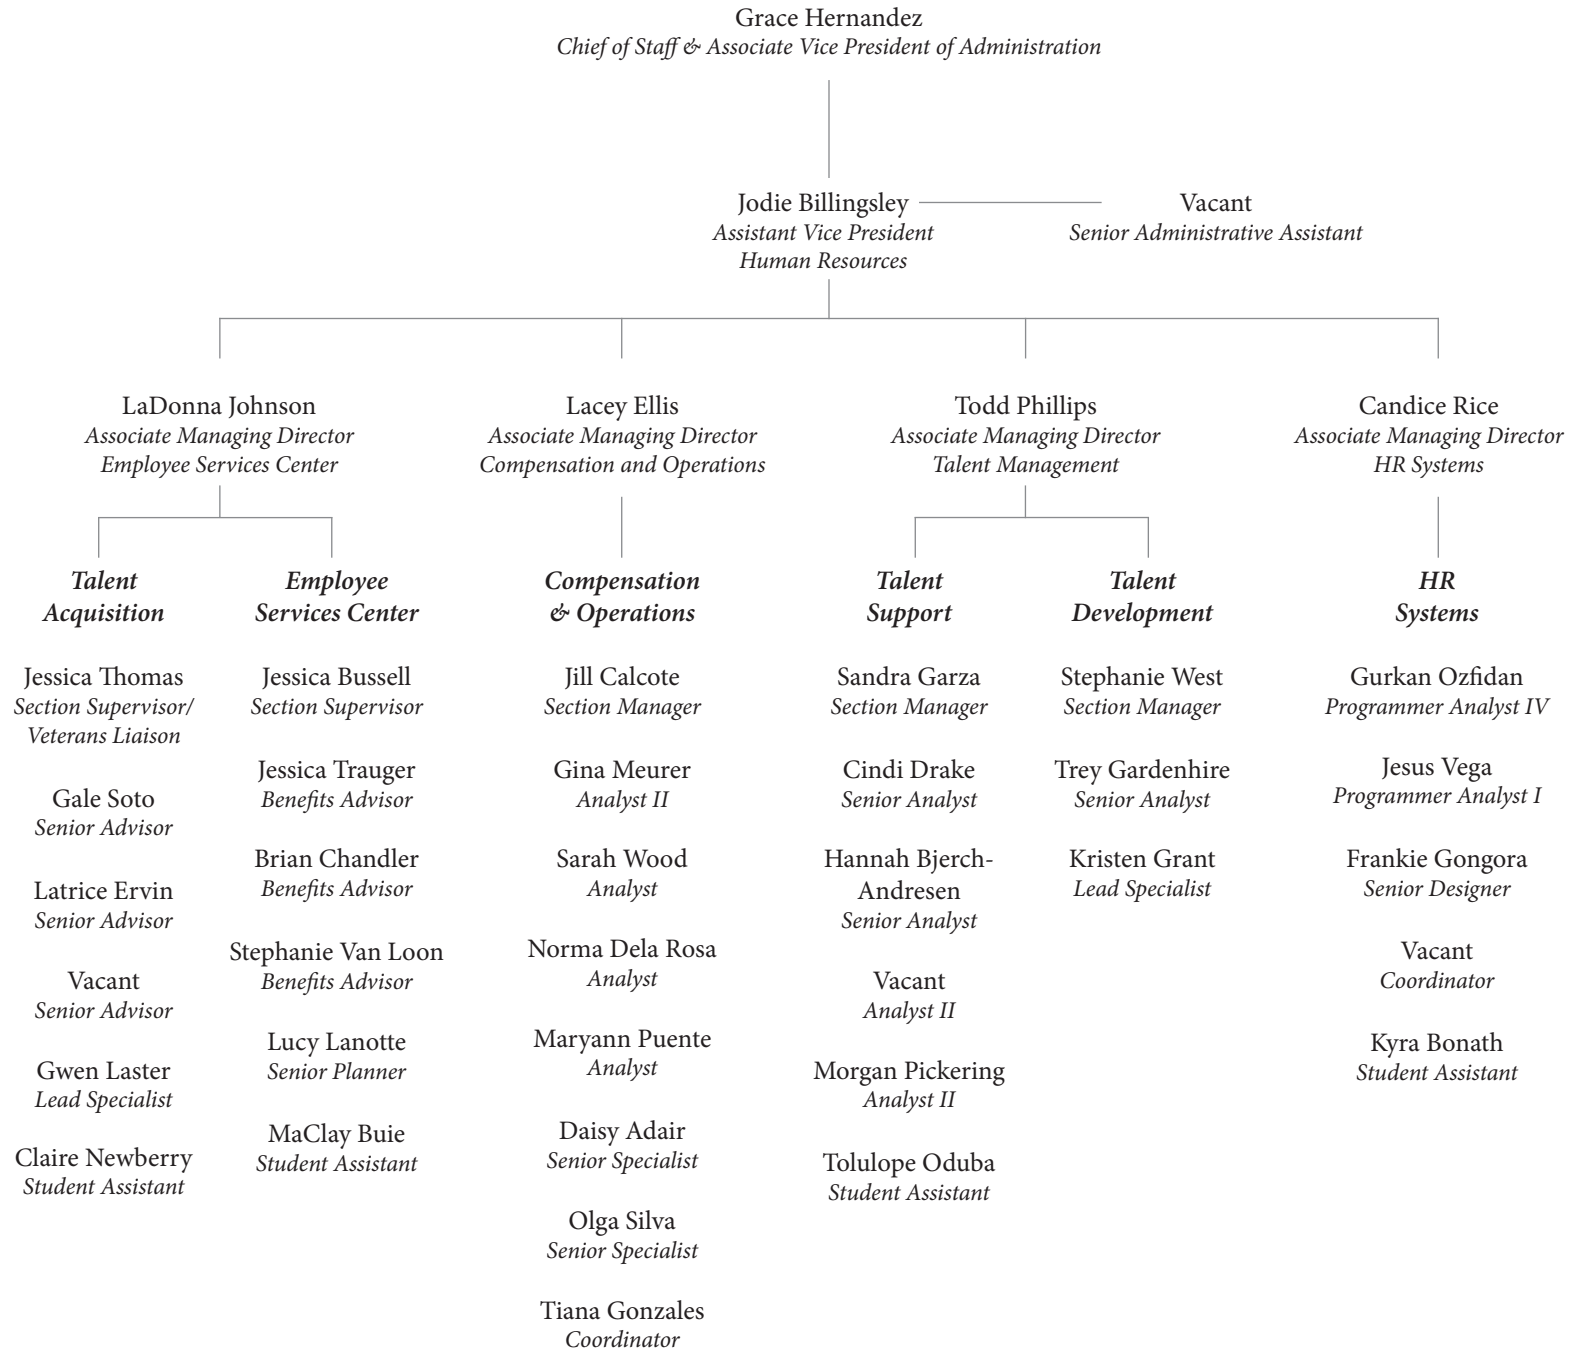 Grace Hernandez
Chief of Staff & Associate Vice President of Administration
Jodie Billingsley
Assistant Vice President
Human Resources
Vacant
Senior Administrative Assistant
LaDonna Johnson
Associate Managing Director
Employee Services Center
Lacey Ellis
Associate Managing Director
Compensation and Operations
Todd Phillips
Associate Managing Director
Talent Management
Candice Rice
Associate Managing Director
HR Systems
Talent
Acquisition
Jessica Thomas
Section Supervisor/
Veterans Liaison
Gale Soto
Senior Advisor
Latrice Ervin
Senior Advisor
Vacant
Senior Advisor
Gwen Laster
Lead Specialist
Claire Newberry
Student Assistant
Employee
Services Center
Jessica Bussell
Section Supervisor
Jessica Trauger
Benefits Advisor
Brian Chandler
Benefits Advisor
Stephanie Van Loon
Benefits Advisor
Lucy Lanotte
Senior Planner
MaClay Buie
Student Assistant
Compensation
& Operations
Jill Calcote
Section Manager
Gina Meurer
Analyst II
Sarah Wood
Analyst
Norma Dela Rosa
Analyst
Maryann Puente
Analyst
Daisy Adair
Senior Specialist
Olga Silva
Senior Specialist
Tiana Gonzales
Coordinator
Talent
Support
Sandra Garza
Section Manager
Cindi Drake
Senior Analyst
Hannah Bjerch-
Andresen
Senior Analyst
Vacant
Analyst II
Morgan Pickering
Analyst II
Tolulope Oduba
Student Assistant
Talent
Development
Stephanie West
Section Manager
Trey Gardenhire
Senior Analyst
Kristen Grant
Lead Specialist
HR
Systems
Gurkan Ozfidan
Programmer Analyst IV
Jesus Vega
Programmer Analyst I
Frankie Gongora
Senior Designer
Vacant
Coordinator
Kyra Bonath
Student Assistant